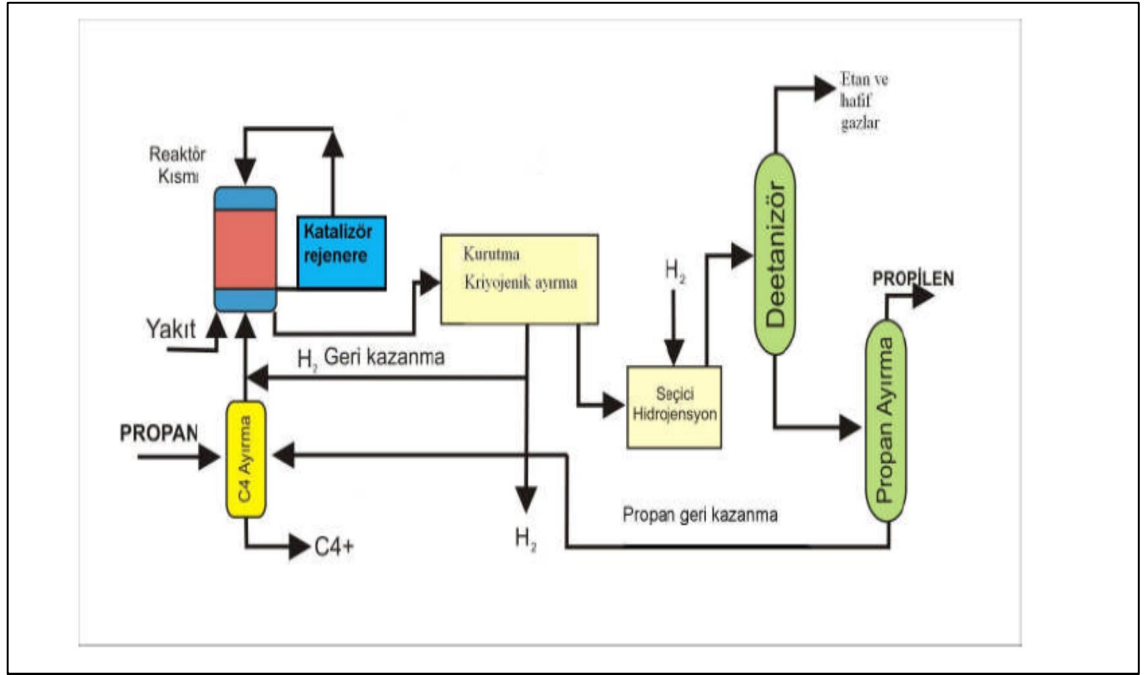 Etan ve
hafif
gazlar
Reaktör
Kısmı
Katalizör
rejenere
Kurutma
Kriyojenik ayırma
H2
Deetanizör
PROPİLEN
Yakıt
H2 Geri kazanma
Seçici
Hidrojensyon
PROPAN
C4 Ayırma
Propan Ayırma
Propan geri kazanma
H2
C4+